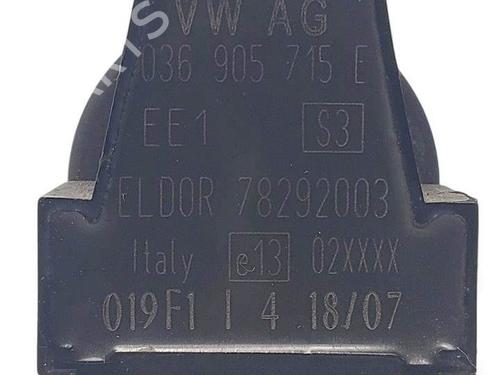 VW AG
036 905 715 E
EE1 S3
ELDOR 78292003
Italy e13 02XXXX
019F1 I 4 18/07